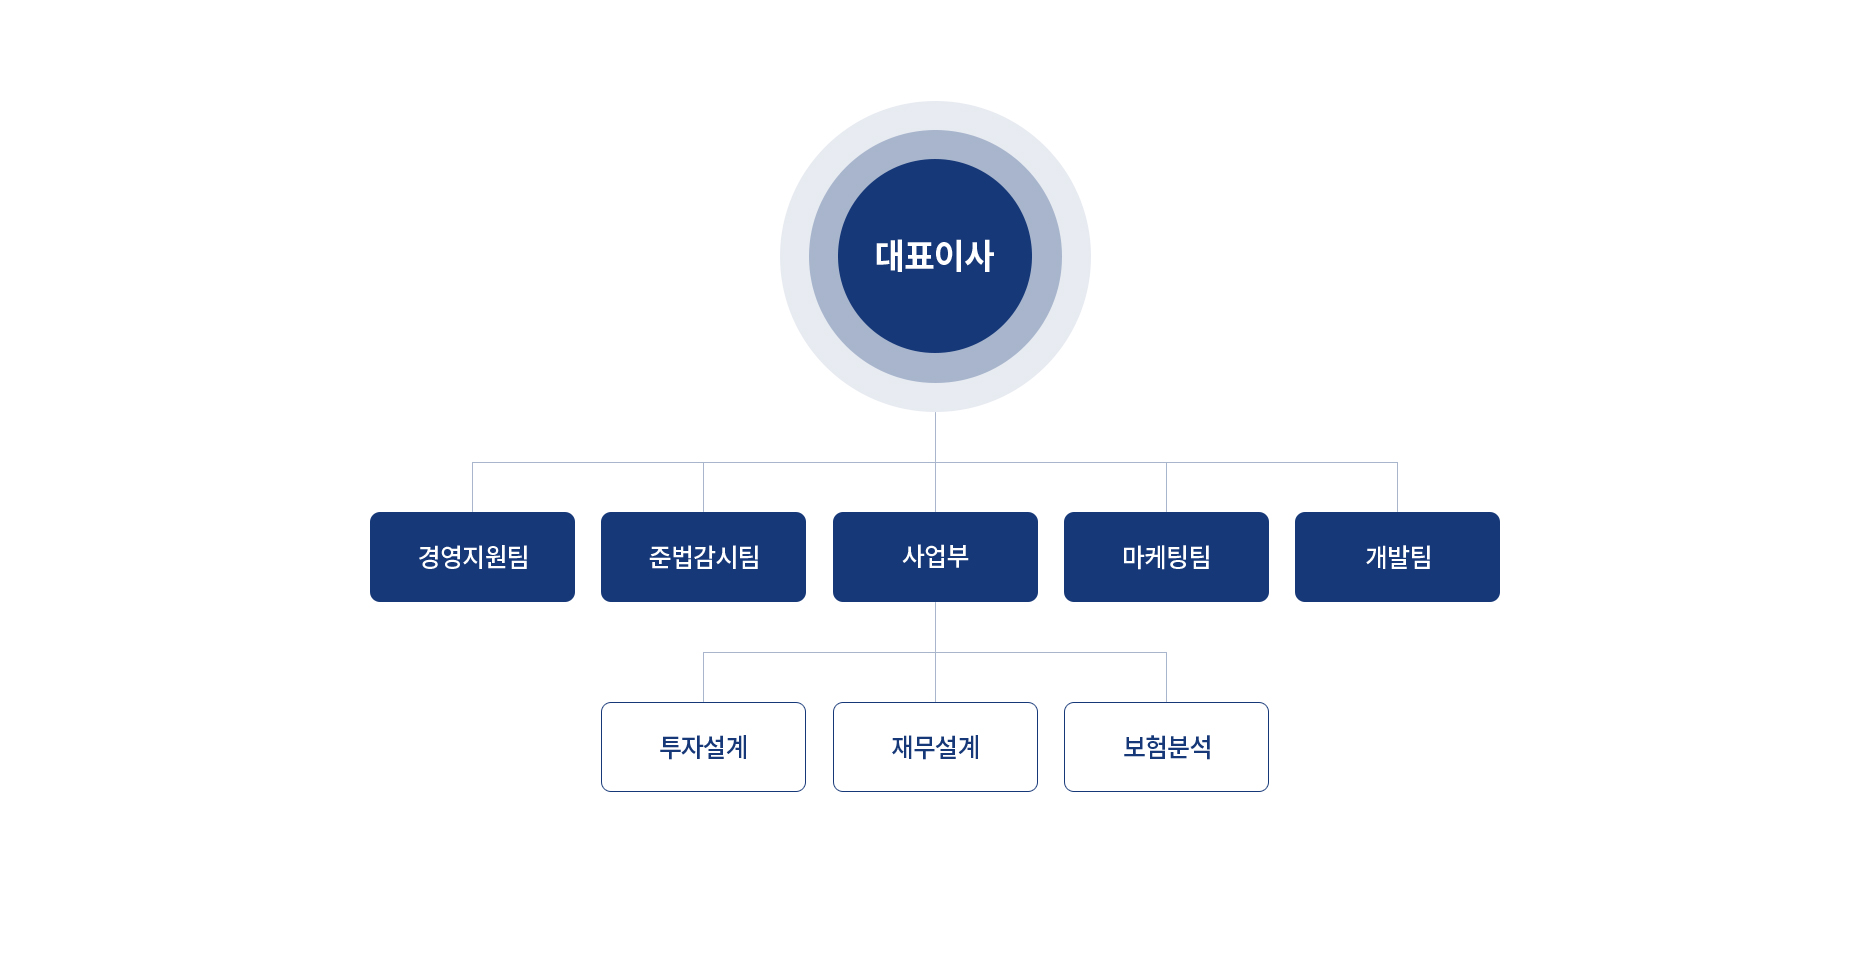 대표이사
경영지원팀
준법감시팀
사업부
마케팅팀
개발팀
투자설계
재무설계
보험분석